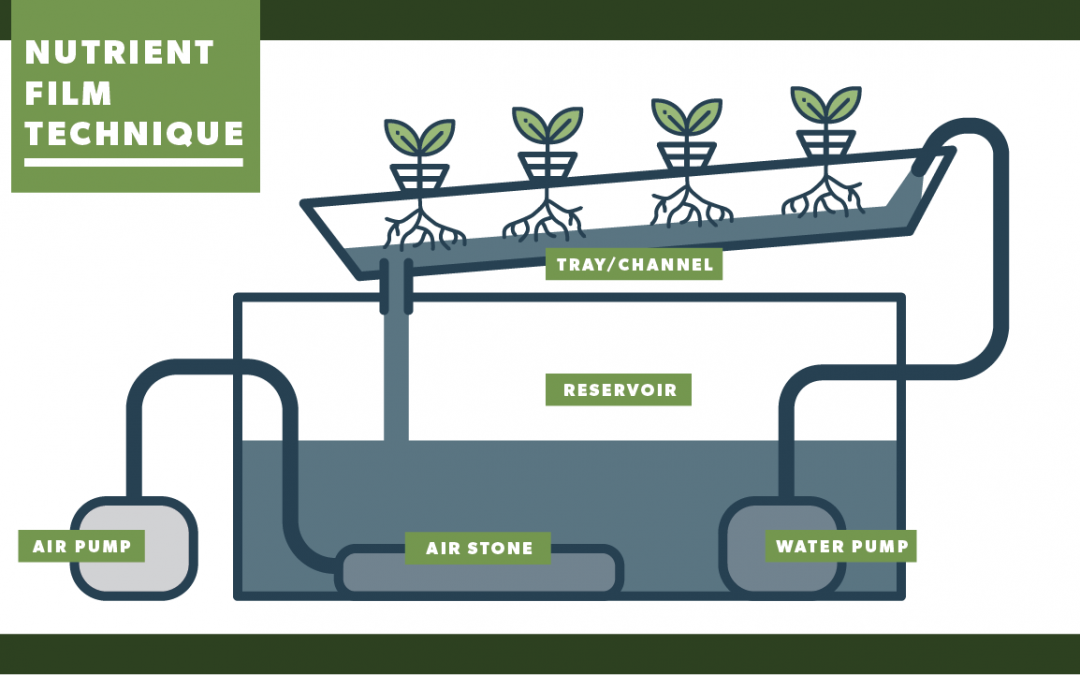 NUTRIENT
FILM
TECHNIQUE
TRAY/CHANNEL
RESERVOIR
AIR PUMP
AIR STONE
WATER PUMP